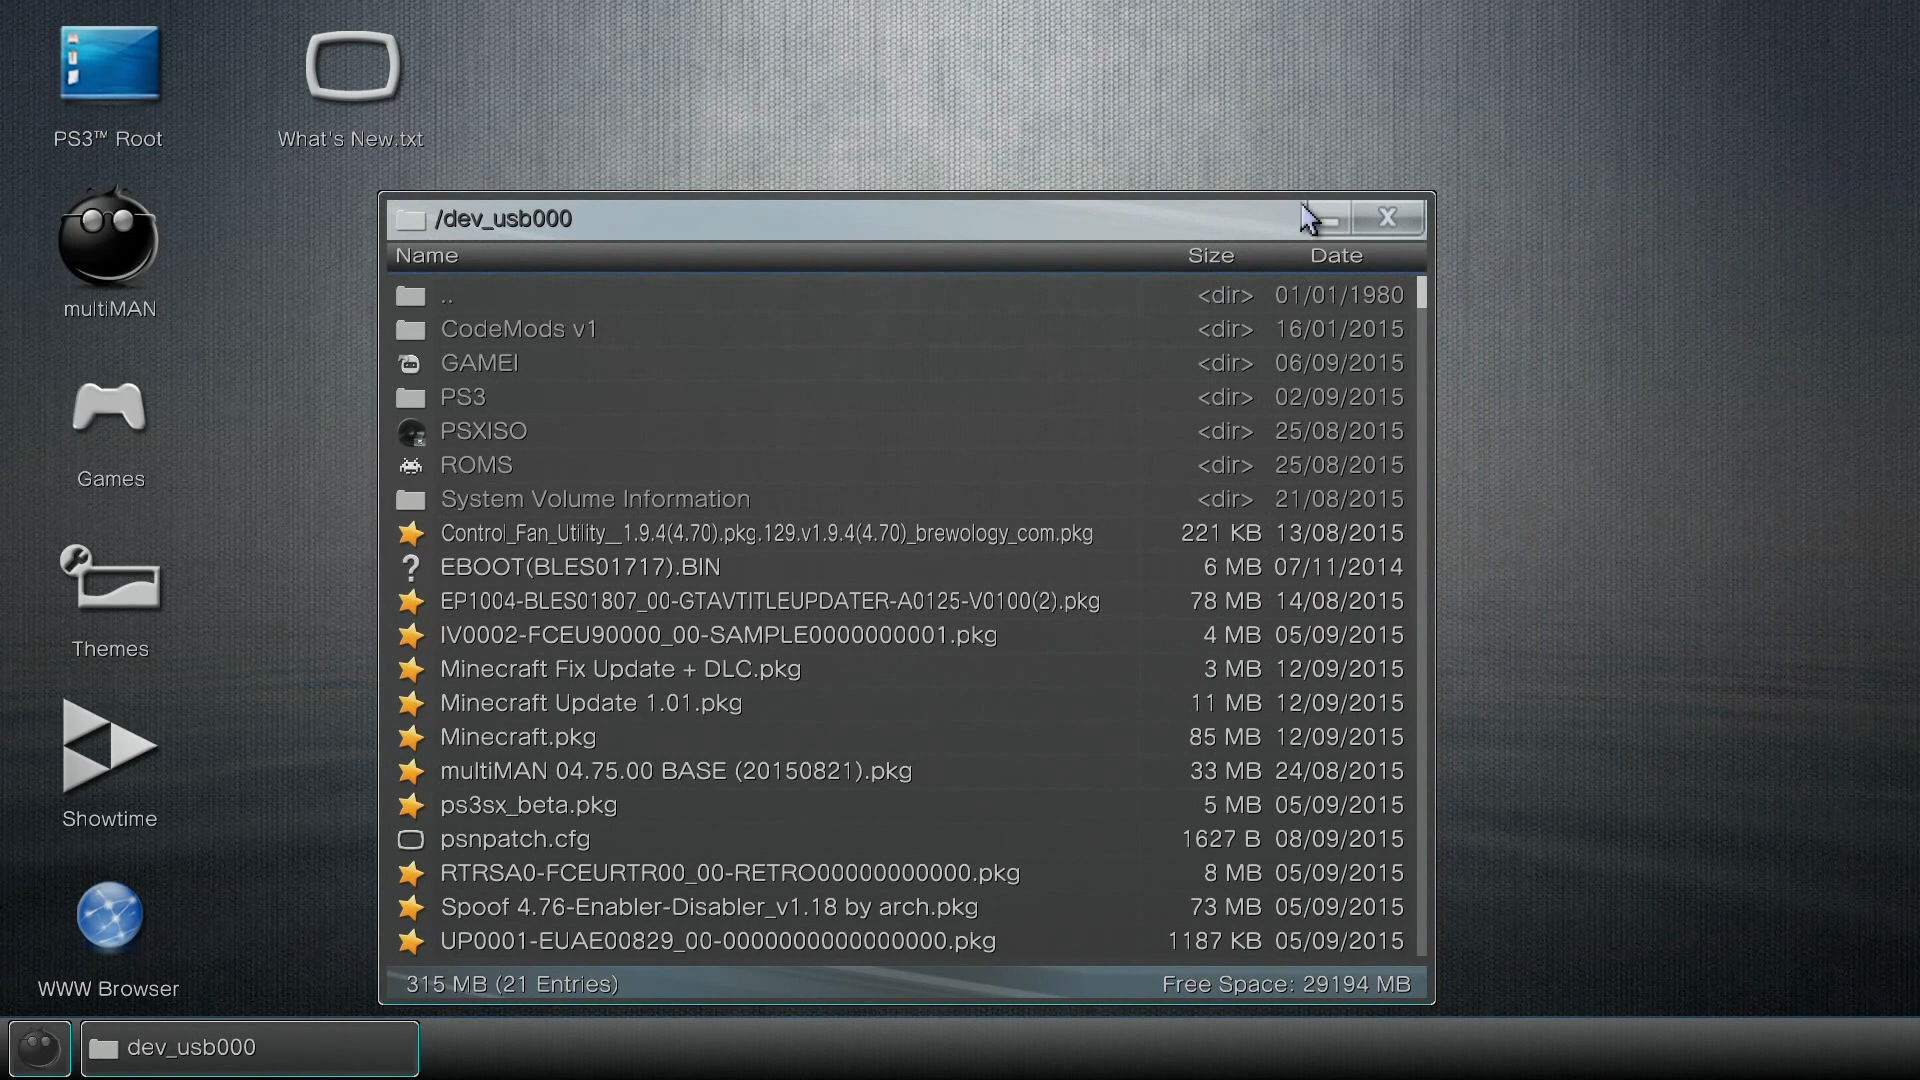 PS3™ Root
What's New.txt
multiMAN
Games
Themes
Showtime
WWW Browser
/dev_usb000
X
Name Size Date
.. <dir> 01/01/1980
CodeMods v1 <dir> 16/01/2015
GAMEI <dir> 06/09/2015
PS3 <dir> 02/09/2015
PSXISO <dir> 25/08/2015
ROMS <dir> 25/08/2015
System Volume Information <dir> 21/08/2015
Control_Fan_Utility__1.9.4(4.70).pkg.129.v1.9.4(4.70)_brewology_com.pkg 221 KB 13/08/2015
? EBOOT(BLES01717).BIN 6 MB 07/11/2014
EP1004-BLES01807_00-GTAVTITLEUPDATER-A0125-V0100(2).pkg 78 MB 14/08/2015
IV0002-FCEU90000_00-SAMPLE0000000001.pkg 4 MB 05/09/2015
Minecraft Fix Update + DLC.pkg 3 MB 12/09/2015
Minecraft Update 1.01.pkg 11 MB 12/09/2015
Minecraft.pkg 85 MB 12/09/2015
multiMAN 04.75.00 BASE (20150821).pkg 33 MB 24/08/2015
ps3sx_beta.pkg 5 MB 05/09/2015
psnpatch.cfg 1627 B 08/09/2015
RTRSA0-FCEURTR00_00-RETRO00000000000.pkg 8 MB 05/09/2015
Spoof 4.76-Enabler-Disabler_v1.18 by arch.pkg 73 MB 05/09/2015
UP0001-EUAE00829_00-0000000000000000.pkg 1187 KB 05/09/2015
315 MB (21 Entries) Free Space: 29194 MB
dev_usb000